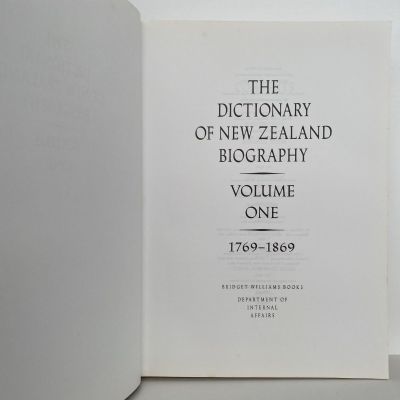 THE
DICTIONARY
OF NEW ZEALAND
BIOGRAPHY
VOLUME
ONE
1769–1869
BRIDGET WILLIAMS BOOKS
DEPARTMENT OF
INTERNAL
AFFAIRS